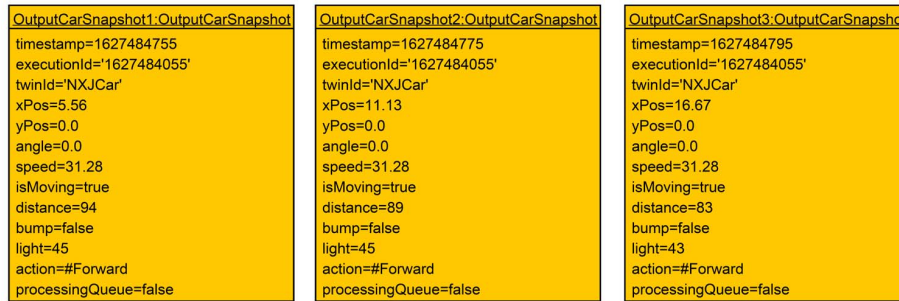 OutputCarSnapshot1:OutputCarSnapshot
timestamp=1627484755
executionId='1627484055'
twinId='NXJCar'
xPos=5.56
yPos=0.0
angle=0.0
speed=31.28
isMoving=true
distance=94
bump=false
light=45
action=#Forward
processingQueue=false
OutputCarSnapshot2:OutputCarSnapshot
timestamp=1627484775
executionId='1627484055'
twinId='NXJCar'
xPos=11.13
yPos=0.0
angle=0.0
speed=31.28
isMoving=true
distance=89
bump=false
light=45
action=#Forward
processingQueue=false
OutputCarSnapshot3:OutputCarSnapsho
timestamp=1627484795
executionId='1627484055'
twinId='NXJCar'
xPos=16.67
yPos=0.0
angle=0.0
speed=31.28
isMoving=true
distance=83
bump=false
light=43
action=#Forward
processingQueue=false